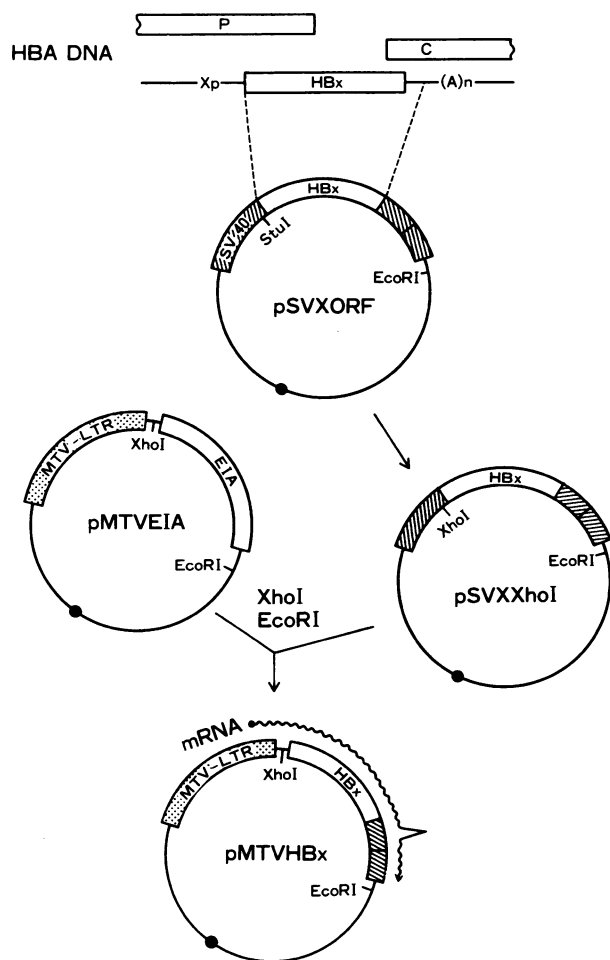 P
HBA DNA
C
Xp
HBx
(A)n
HBx
SV40
StuI
EcoRI
pSVXORF
MTV-LTR
XhoI
EIA
pMTVEIA
EcoRI
HBx
XhoI
EcoRI
pSVXXhoI
XhoI
EcoRI
mRNA
MTV-LTR
XhoI
HBx
pMTVHBx
EcoRI